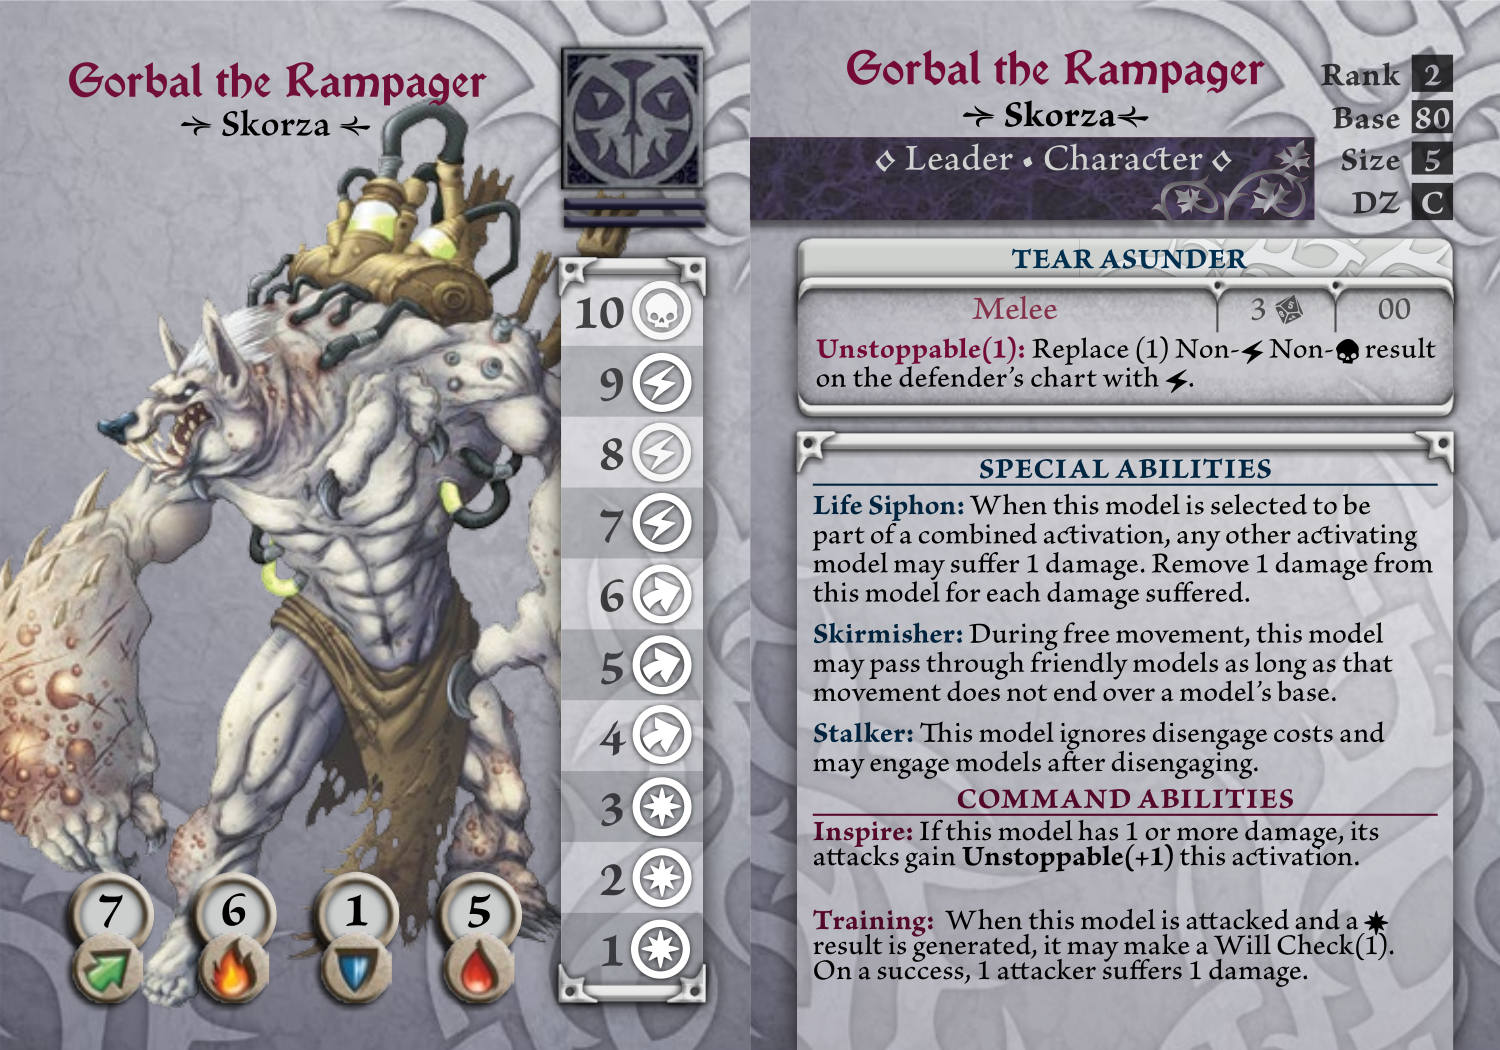 Gorbal the Rampager
Skorza
10
9
8
7
6
5
4
3
2
1
7 6 1 5
Gorbal the Rampager
Skorza
Leader • Character
Rank 2
Base 80
Size 5
DZ C
TEAR ASUNDER
Melee 3 00
Unstoppable(1): Replace (1) Non- Non- result
on the defender's chart with .
SPECIAL ABILITIES
Life Siphon: When this model is selected to be
part of a combined activation, any other activating
model may suffer 1 damage. Remove 1 damage from
this model for each damage suffered.
Skirmisher: During free movement, this model
may pass through friendly models as long as that
movement does not end over a model's base.
Stalker: This model ignores disengage costs and
may engage models after disengaging.
COMMAND ABILITIES
Inspire: If this model has 1 or more damage, its
attacks gain Unstoppable(+1) this activation.
Training: When this model is attacked and a
result is generated, it may make a Will Check(1).
On a success, 1 attacker suffers 1 damage.